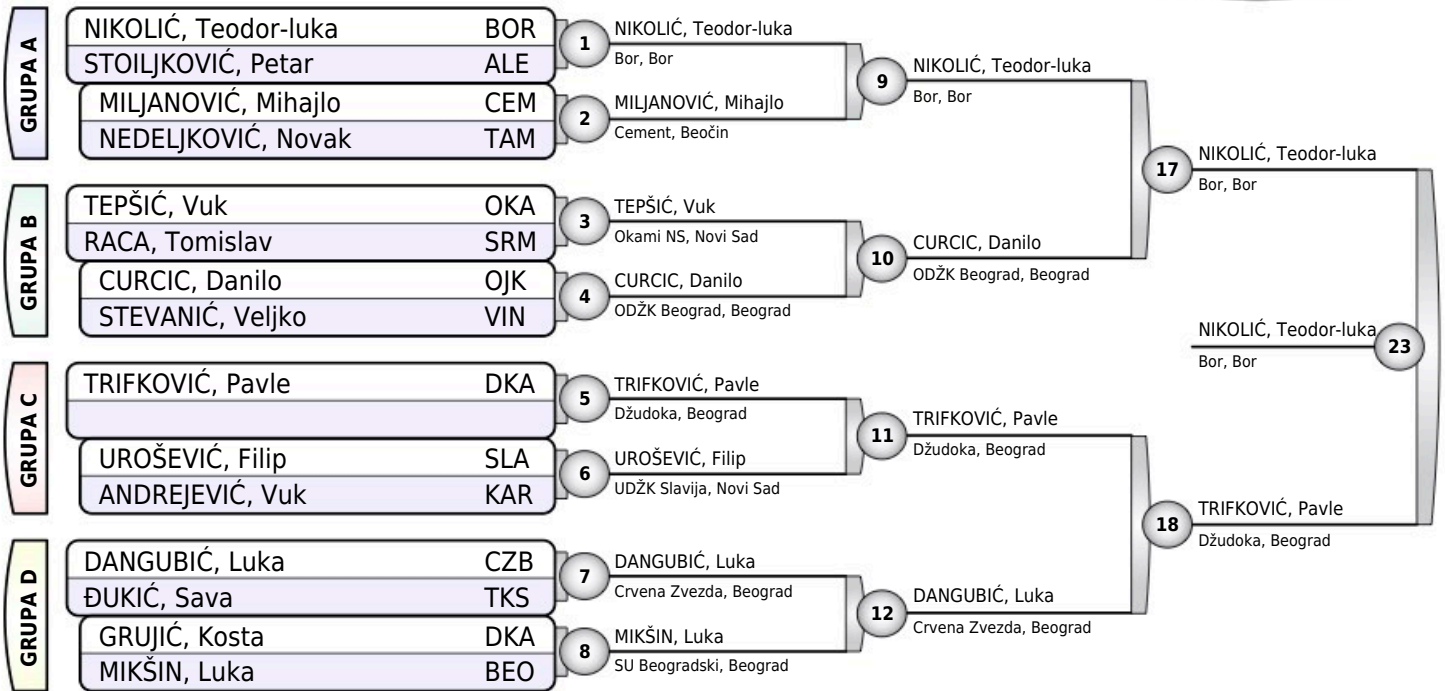 GRUPA A
NIKOLIĆ, Teodor-luka BOR
STOILJKOVIĆ, Petar ALE
MILJANOVIĆ, Mihajlo CEM
NEDELJKOVIĆ, Novak TAM
GRUPA B
TEPŠIĆ, Vuk OKA
RACA, Tomislav SRM
CURCIC, Danilo OJK
STEVANIĆ, Veljko VIN
GRUPA C
TRIFKOVIĆ, Pavle DKA
UROŠEVIĆ, Filip SLA
ANDREJEVIĆ, Vuk KAR
GRUPA D
DANGUBIĆ, Luka CZB
ĐUKIĆ, Sava TKS
GRUJIĆ, Kosta DKA
MIKŠIN, Luka BEO
1
NIKOLIĆ, Teodor-luka
Bor, Bor
2
MILJANOVIĆ, Mihajlo
Cement, Beočin
3
TEPŠIĆ, Vuk
Okami NS, Novi Sad
4
CURCIC, Danilo
ODŽK Beograd, Beograd
5
TRIFKOVIĆ, Pavle
Džudoka, Beograd
6
UROŠEVIĆ, Filip
UDŽK Slavija, Novi Sad
7
DANGUBIĆ, Luka
Crvena Zvezda, Beograd
8
MIKŠIN, Luka
SU Beogradski, Beograd
9
NIKOLIĆ, Teodor-luka
Bor, Bor
10
CURCIC, Danilo
ODŽK Beograd, Beograd
11
TRIFKOVIĆ, Pavle
Džudoka, Beograd
12
DANGUBIĆ, Luka
Crvena Zvezda, Beograd
17
NIKOLIĆ, Teodor-luka
Bor, Bor
18
TRIFKOVIĆ, Pavle
Džudoka, Beograd
NIKOLIĆ, Teodor-luka
23
Bor, Bor